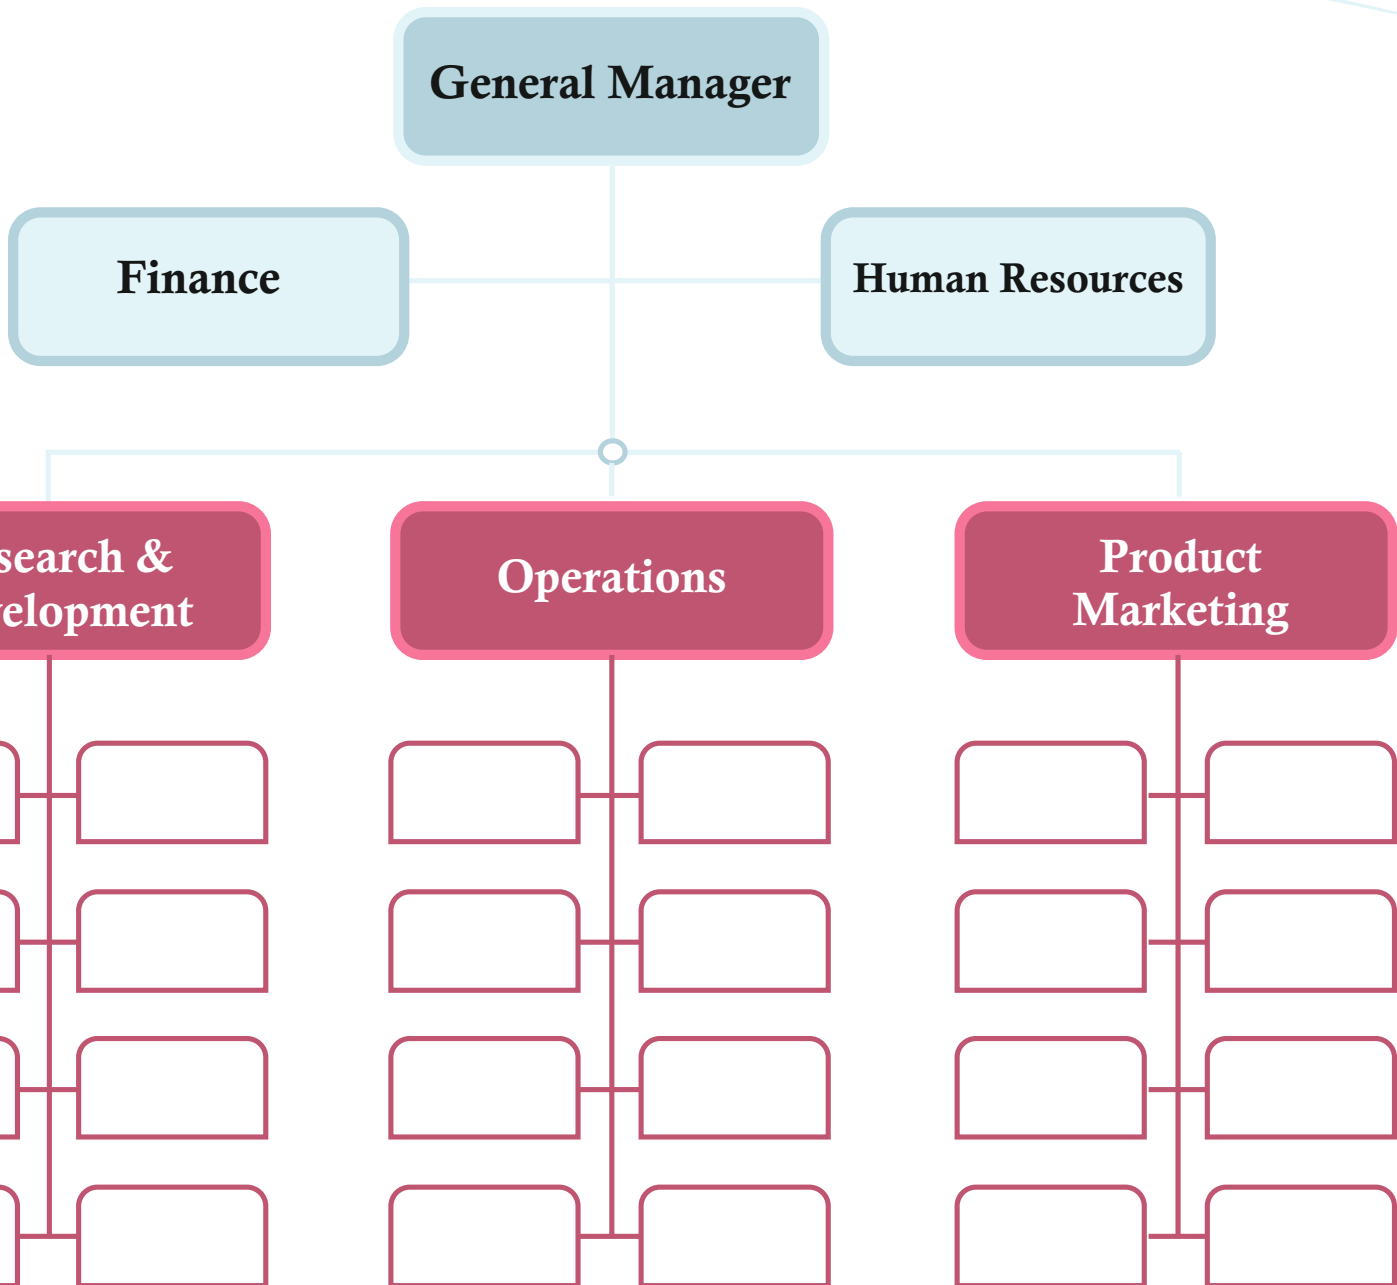 General Manager
Finance
Human Resources
search &
elopment
Operations
Product
Marketing